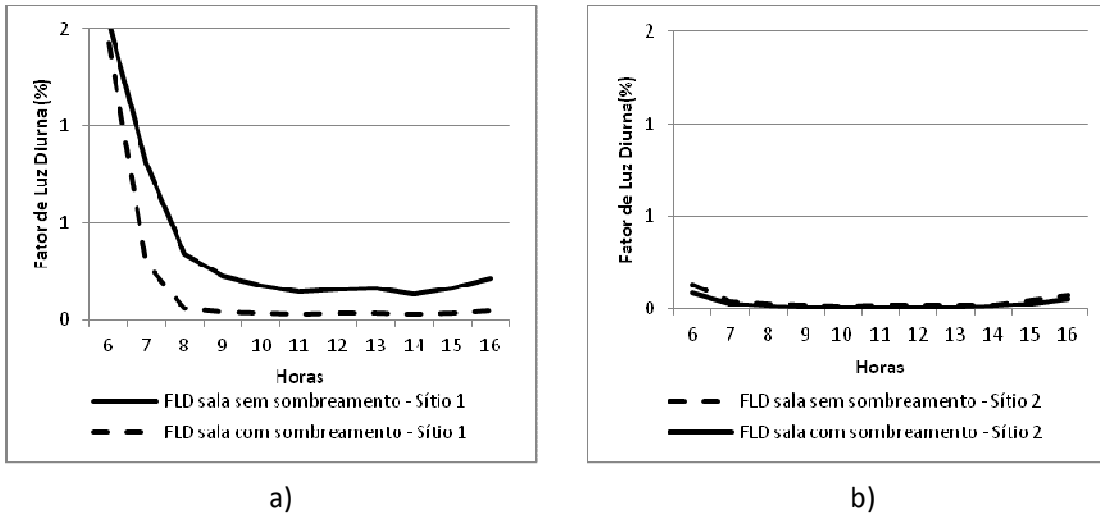 2
1
1
0
Fator de Luz Diurna (%)
6 7 8 9 10 11 12 13 14 15 16
Horas
FLD sala sem sombreamento - Sítio 1
FLD sala com sombreamento - Sítio 1
a)
2
1
1
0
Fator de Luz Diurna(%)
6 7 8 9 10 11 12 13 14 15 16
Horas
FLD sala sem sombreamento - Sítio 2
FLD sala com sombreamento - Sítio 2
b)